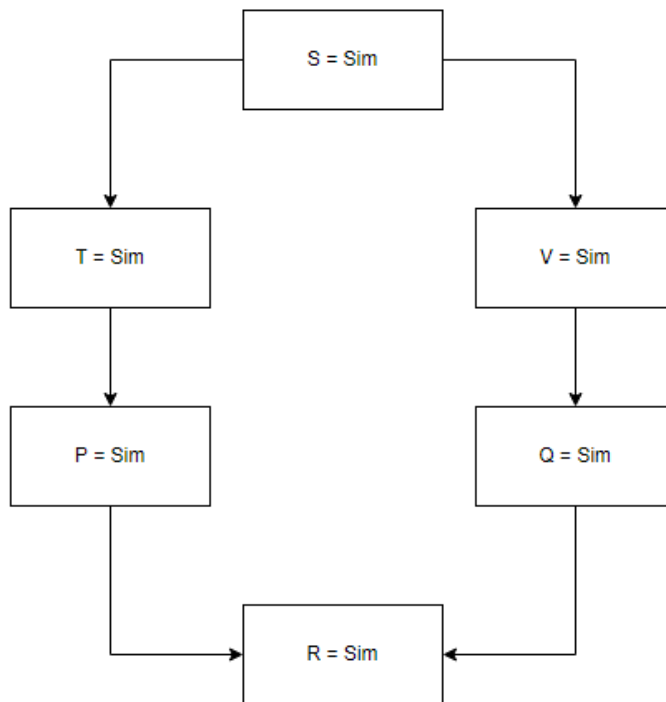 S = Sim
T = Sim
V = Sim
P = Sim
Q = Sim
R = Sim